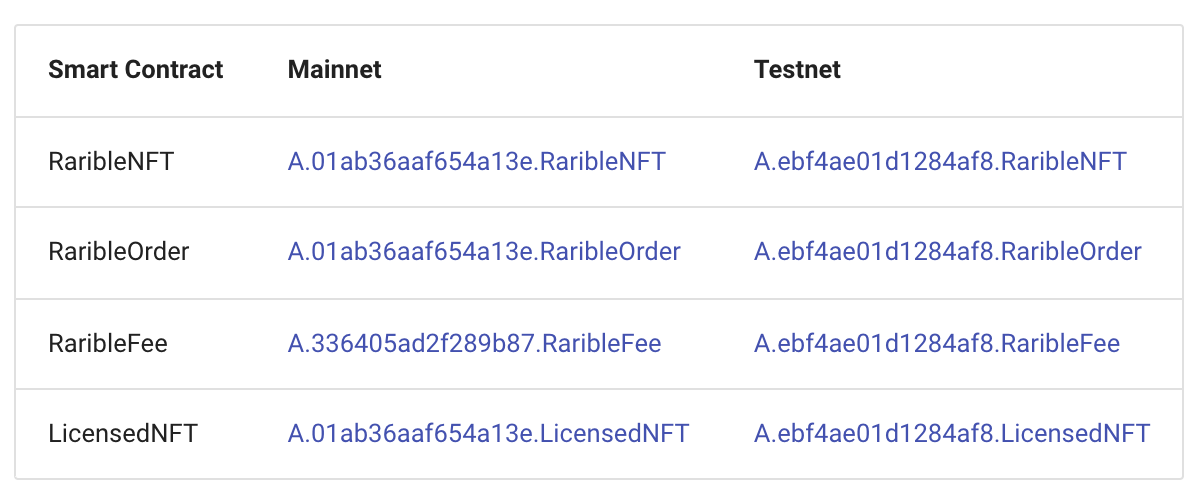 Smart Contract Mainnet Testnet
RaribleNFT A.01ab36aaf654a13e.RaribleNFT A.ebf4ae01d1284af8.RaribleNFT
RaribleOrder A.01ab36aaf654a13e.RaribleOrder A.ebf4ae01d1284af8.RaribleOrder
RaribleFee A.336405ad2f289b87.RaribleFee A.ebf4ae01d1284af8.RaribleFee
LicensedNFT A.01ab36aaf654a13e.LicensedNFT A.ebf4ae01d1284af8.LicensedNFT